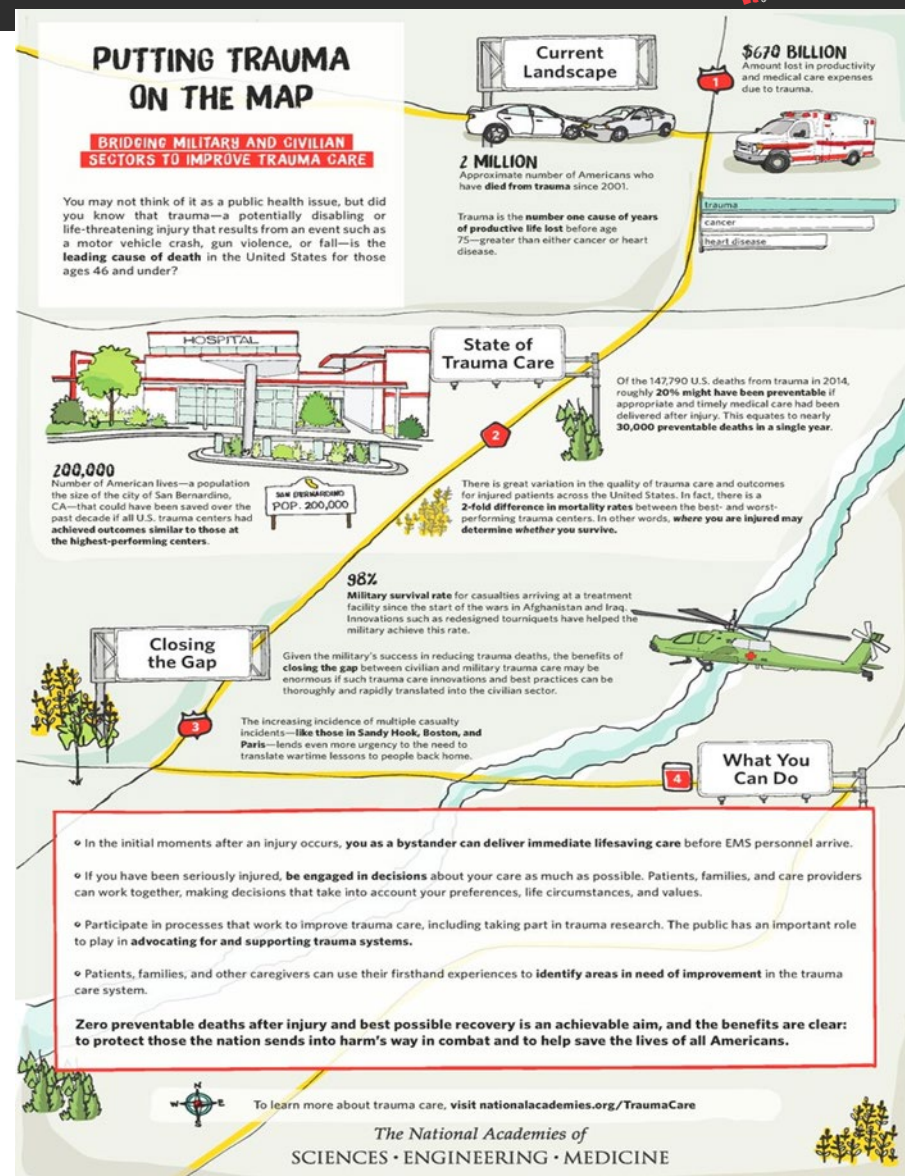 PUTTING TRAUMA
ON THE MAP
BRIDGING MILITARY AND CIVILIAN
SECTORS TO IMPROVE TRAUMA CARE
You may not think of it as a public health issue, but did
you know that trauma—a potentially disabling or
life-threatening injury that results from an event such as
a motor vehicle crash, gun violence, or fall—is the
leading cause of death in the United States for those
ages 46 and under?
Current
Landscape
1
$670 BILLION
Amount lost in productivity
and medical care expenses
due to trauma.
2 MILLION
Approximate number of Americans who
have died from trauma since 2001.
Trauma is the number one cause of years
of productive life lost before age
75—greater than either cancer or heart
disease.
trauma
cancer
heart disease
HOSPITAL
State of
Trauma Care
2
Of the 147,790 U.S. deaths from trauma in 2014,
roughly 20% might have been preventable if
appropriate and timely medical care had been
delivered after injury. This equates to nearly
30,000 preventable deaths in a single year.
200,000
Number of American lives—a population
the size of the city of San Bernardino,
CA—that could have been saved over the
past decade if all U.S. trauma centers had
achieved outcomes similar to those at
the highest-performing centers.
SAN BERNARDINO
POP. 200,000
There is great variation in the quality of trauma care and outcomes
for injured patients across the United States. In fact, there is a
2-fold difference in mortality rates between the best- and worst-
performing trauma centers. In other words, where you are injured may
determine whether you survive.
98%
Military survival rate for casualties arriving at a treatment
facility since the start of the wars in Afghanistan and Iraq.
Innovations such as redesigned tourniquets have helped the
military achieve this rate.
Closing
the Gap
3
Given the military's success in reducing trauma deaths, the benefits of
closing the gap between civilian and military trauma care may be
enormous if such trauma care innovations and best practices can be
thoroughly and rapidly translated into the civilian sector.
The increasing incidence of multiple casualty
incidents—like those in Sandy Hook, Boston, and
Paris—lends even more urgency to the need to
translate wartime lessons to people back home.
4
What You
Can Do
In the initial moments after an injury occurs, you as a bystander can deliver immediate lifesaving care before EMS personnel arrive.
If you have been seriously injured, be engaged in decisions about your care as much as possible. Patients, families, and care providers
can work together, making decisions that take into account your preferences, life circumstances, and values.
Participate in processes that work to improve trauma care, including taking part in trauma research. The public has an important role
to play in advocating for and supporting trauma systems.
Patients, families, and other caregivers can use their firsthand experiences to identify areas in need of improvement in the trauma
care system.
Zero preventable deaths after injury and best possible recovery is an achievable aim, and the benefits are clear:
to protect those the nation sends into harm's way in combat and to help save the lives of all Americans.
N
W E
S
To learn more about trauma care, visit nationalacademies.org/TraumaCare
The National Academies of
SCIENCES • ENGINEERING • MEDICINE